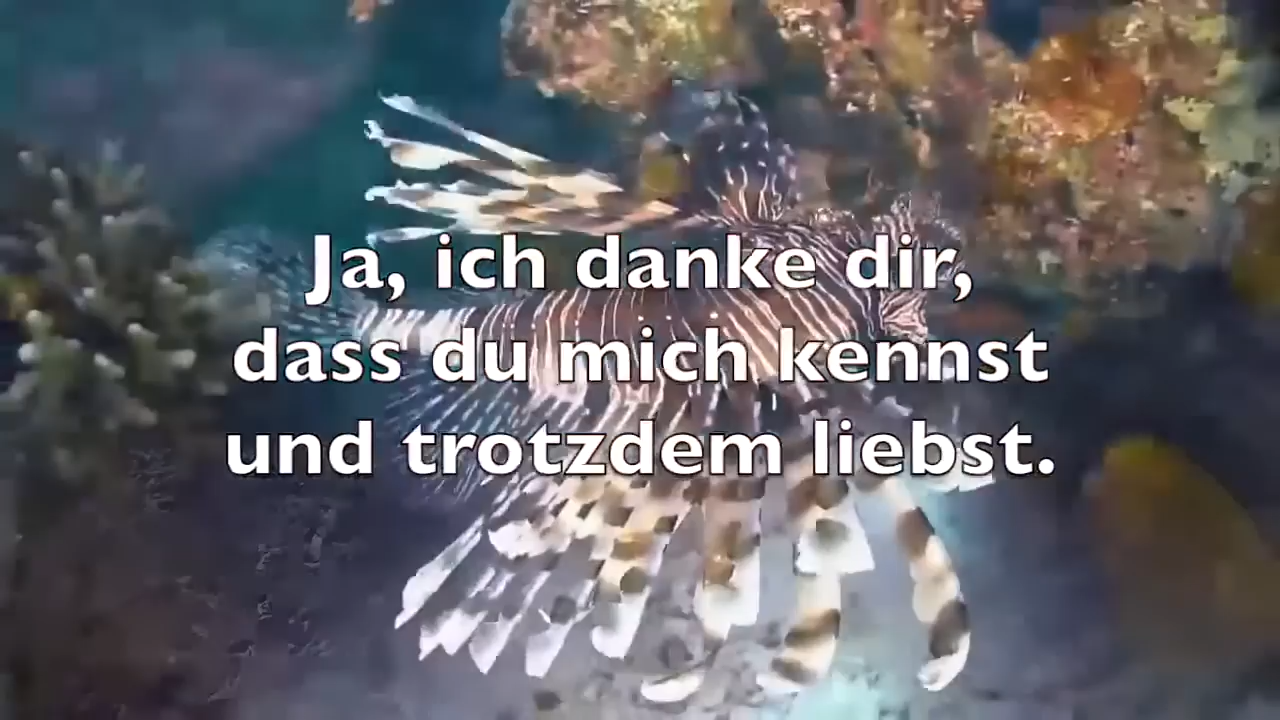 Ja, ich danke dir,
dass du mich kennst
und trotzdem liebst.